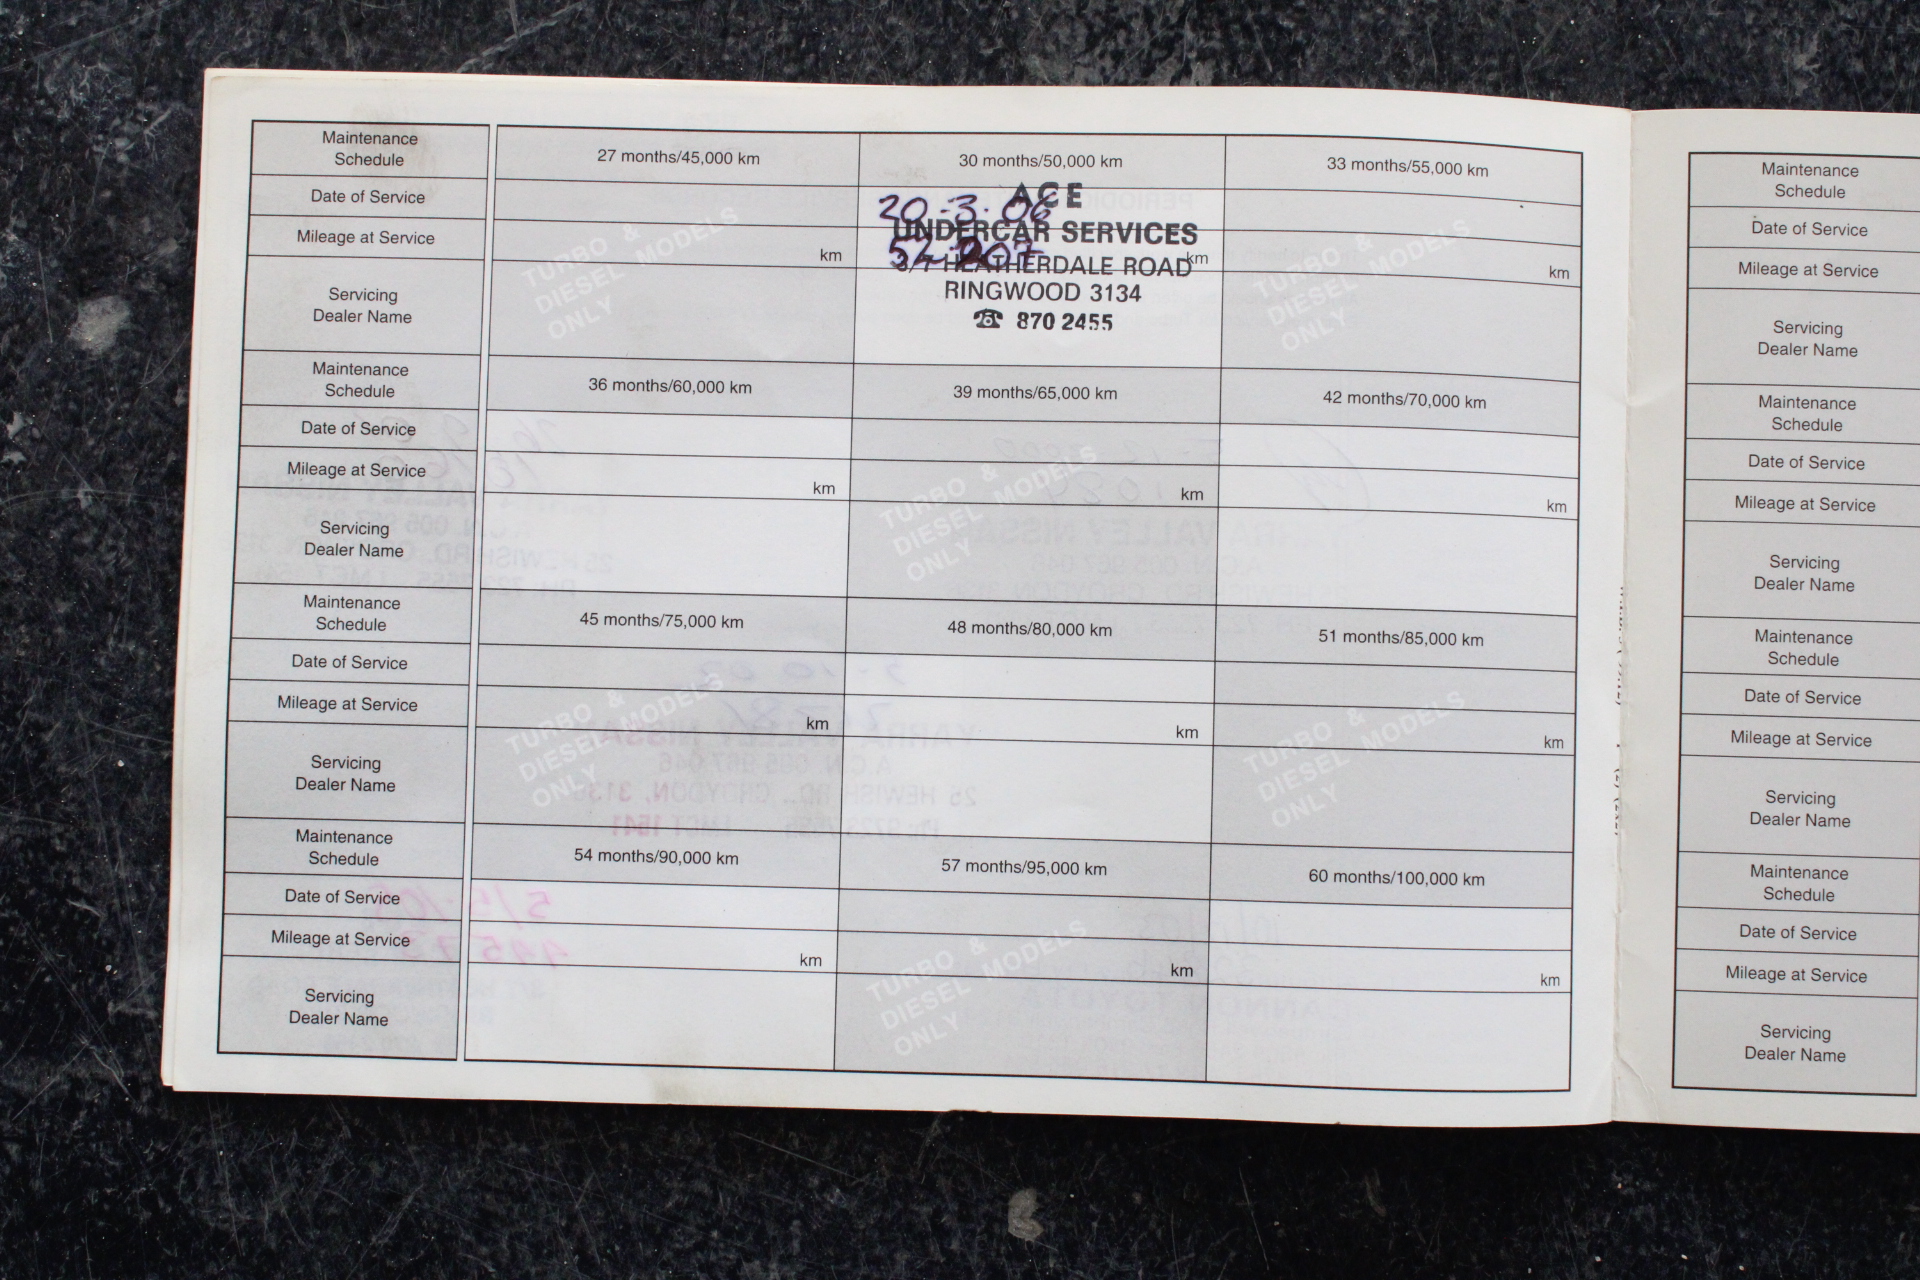 Maintenance Schedule 27 months/45,000 km 30 months/50,000 km 33 months/55,000 km
Date of Service 20-3-06
Mileage at Service km km km
Servicing Dealer Name
ACE
UNDERCAR SERVICES
3/7 HEATHERDALE ROAD
RINGWOOD 3134
☎ 870 2455
TURBO & DIESEL MODELS ONLY
TURBO & DIESEL MODELS ONLY
Maintenance Schedule 36 months/60,000 km 39 months/65,000 km 42 months/70,000 km
Date of Service
Mileage at Service km km km
Servicing Dealer Name
TURBO & DIESEL MODELS ONLY
Maintenance Schedule 45 months/75,000 km 48 months/80,000 km 51 months/85,000 km
Date of Service
Mileage at Service km km km
Servicing Dealer Name
TURBO & DIESEL MODELS ONLY
TURBO & DIESEL MODELS ONLY
Maintenance Schedule 54 months/90,000 km 57 months/95,000 km 60 months/100,000 km
Date of Service
Mileage at Service km km km
Servicing Dealer Name
TURBO & DIESEL MODELS ONLY
Maintenance Schedule
Date of Service
Mileage at Service
Servicing Dealer Name
Maintenance Schedule
Date of Service
Mileage at Service
Servicing Dealer Name
Maintenance Schedule
Date of Service
Mileage at Service
Servicing Dealer Name
Maintenance Schedule
Date of Service
Mileage at Service
Servicing Dealer Name